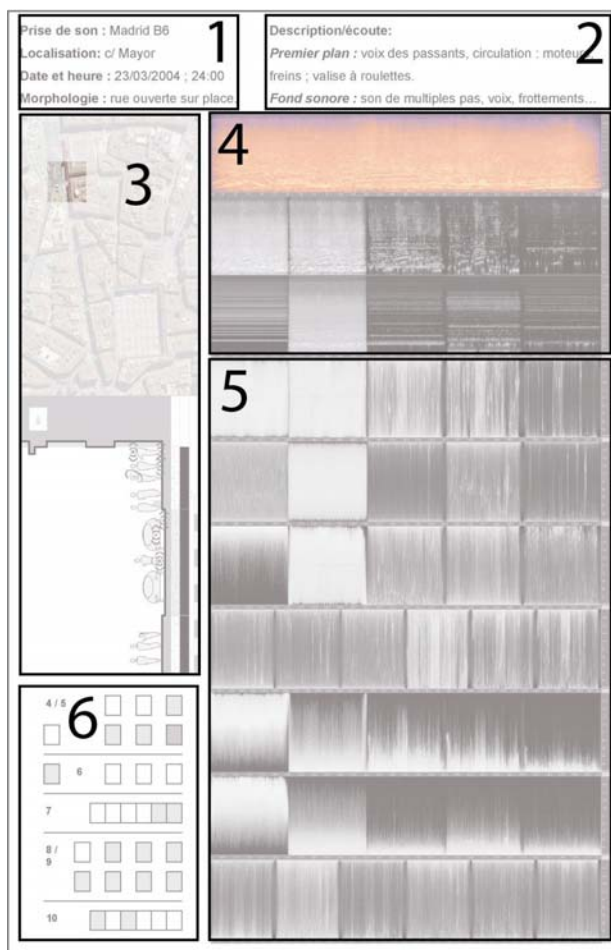 Prise de son : Madrid B6
Localisation: c/ Mayor
Date et heure : 23/03/2004 ; 24:00
Morphologie : rue ouverte sur place.
1
Description/écoute:
Premier plan : voix des passants, circulation : moteur
freins ; valise à roulettes.
Fond sonore : son de multiples pas, voix, frottements…
2
3
4
5
6
4 / 5
6
7
8 /
9
10